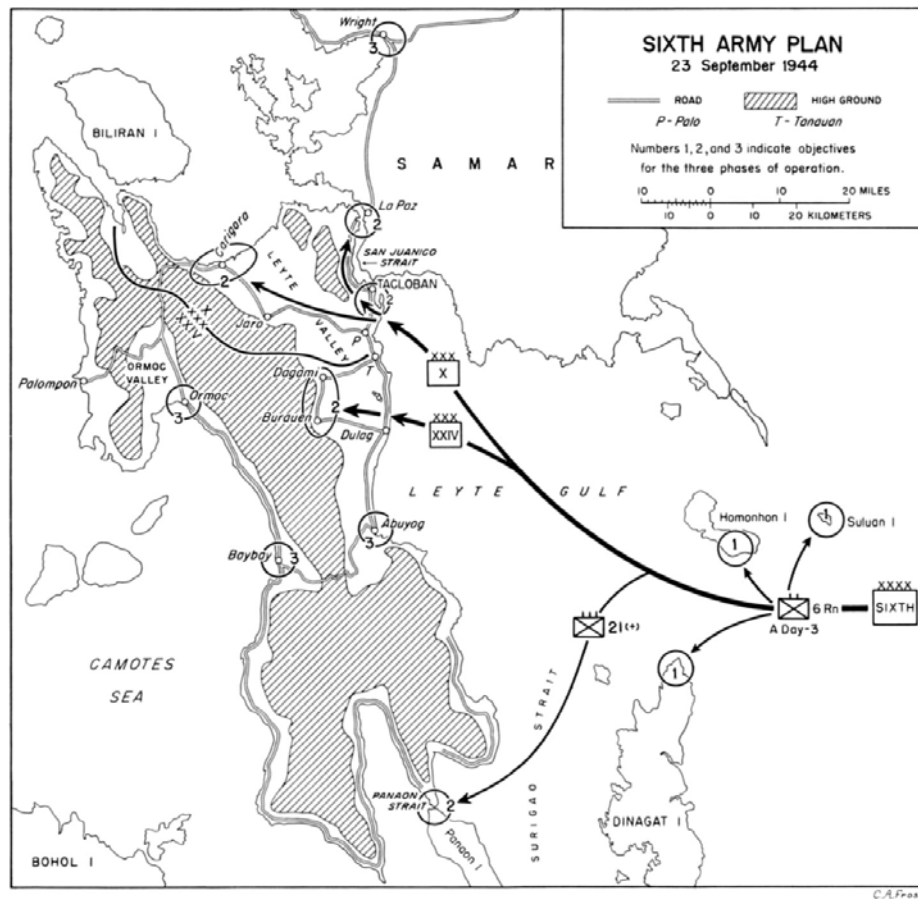 SIXTH ARMY PLAN
23 September 1944
ROAD
HIGH GROUND
P - Palo
T - Tanauan
Numbers 1, 2, and 3 indicate objectives
for the three phases of operation.
10 0 10 20 MILES
10 0 10 20 KILOMETERS
Wright
3
BILIRAN I
SAMAR
La Paz
2
Carigara
2
LEYTE
VALLEY
SAN JUANICO
STRAIT
TACLOBAN
2
Jaro
P
XXX
XXIV
T
XXX
X
Palompon
ORMOC
VALLEY
Dagami
Ormoc
3
Burauen
2
Dulag
XXX
XXIV
LEYTE GULF
Homonhon I
1
Suluan I
1
Abuyog
3
Baybay
3
XXXX
SIXTH
6 Rn
A Day-3
21(+)
1
CAMOTES
SEA
SURIGAO STRAIT
PANAON
STRAIT
2
Panaon I
DINAGAT I
BOHOL I
C.A.Fros